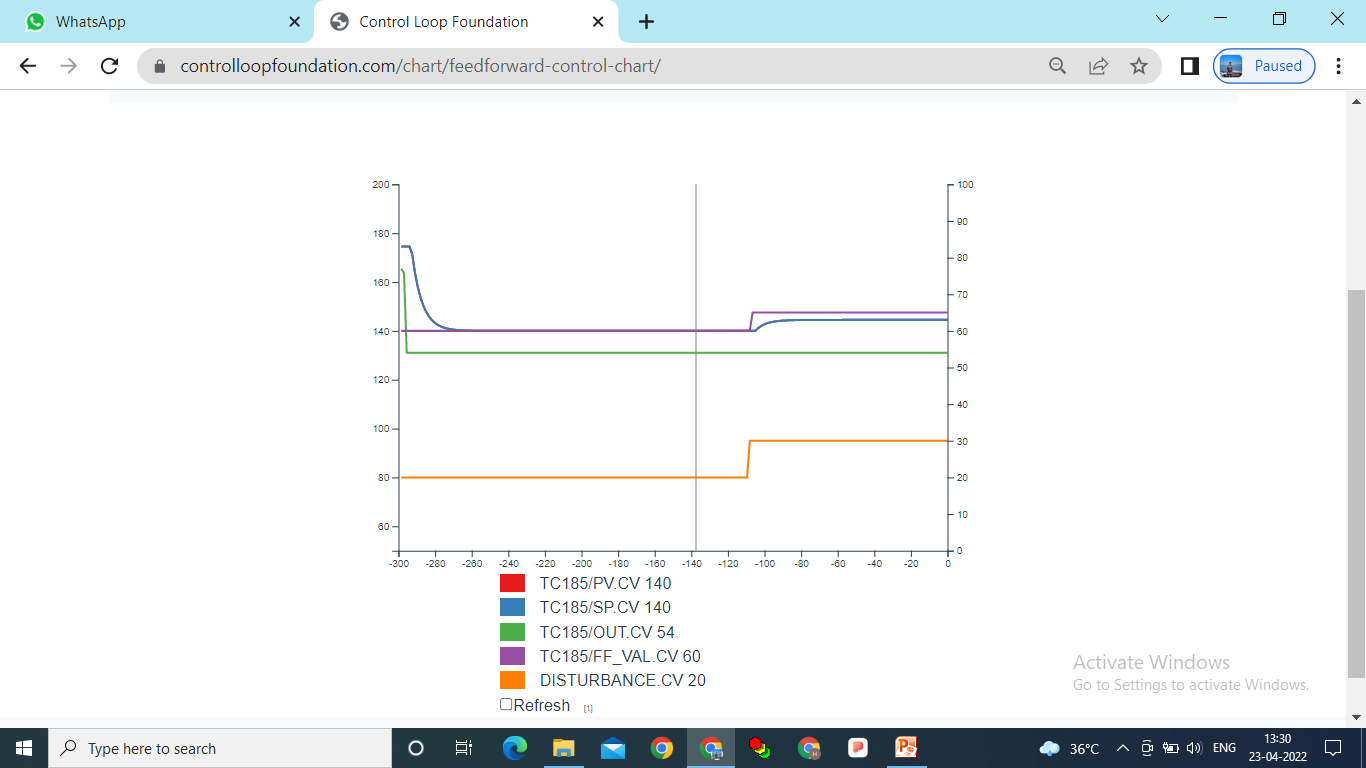 WhatsApp
Control Loop Foundation
controlloopfoundation.com/chart/feedforward-control-chart/
Paused
200
180
160
140
120
100
80
60
100
90
80
70
60
50
40
30
20
10
0
-300 -280 -260 -240 -220 -200 -180 -160 -140 -120 -100 -80 -60 -40 -20 0
TC185/PV.CV 140
TC185/SP.CV 140
TC185/OUT.CV 54
TC185/FF_VAL.CV 60
DISTURBANCE.CV 20
Refresh [1]
Activate Windows
Go to Settings to activate Windows.
Type here to search
36°C
ENG
13:30
23-04-2022